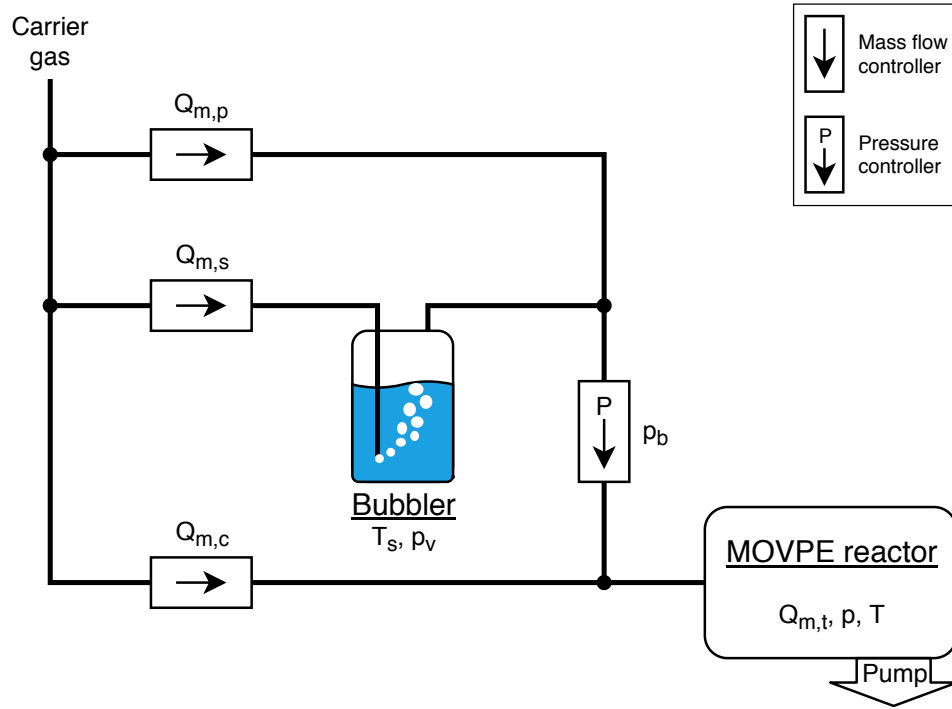 Carrier
gas
Q_m,p
Q_m,s
Q_m,c
Bubbler
T_s, p_v
P
p_b
MOVPE reactor
Q_m,t, p, T
Pump
Mass flow
controller
P
Pressure
controller